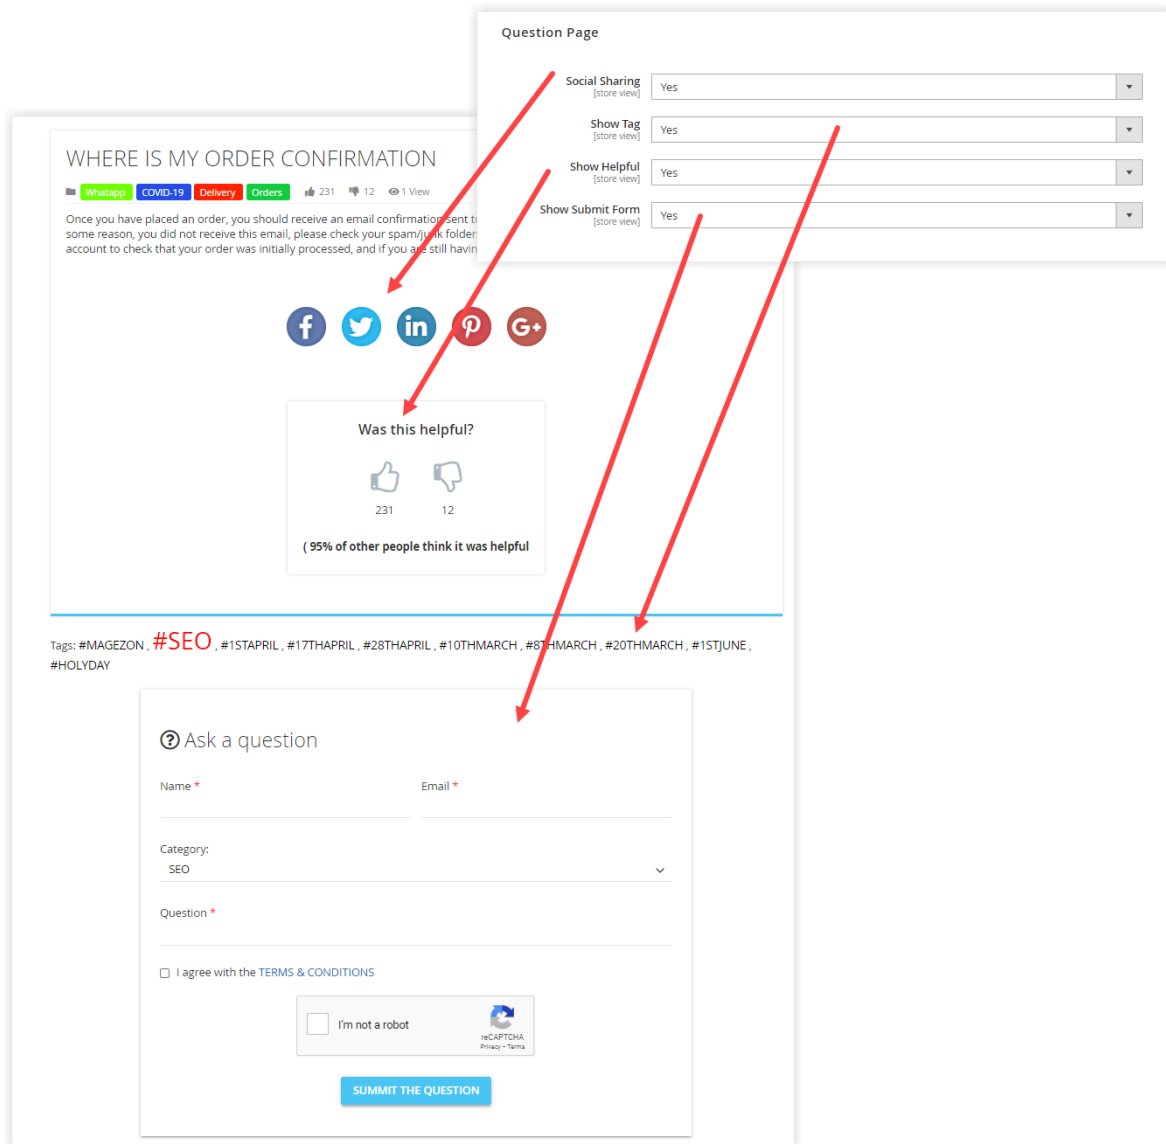 Question Page
Social Sharing
[store view]
Yes
Show Tag
[store view]
Yes
Show Helpful
[store view]
Yes
Show Submit Form
[store view]
Yes
WHERE IS MY ORDER CONFIRMATION
Whatapp COVID-19 Delivery Orders 231 12 1 View
Once you have placed an order, you should receive an email confirmation sent to
some reason, you did not receive this email, please check your spam/junk folder
account to check that your order was initially processed, and if you are still havin
f in G+
Was this helpful?
231 12
( 95% of other people think it was helpful
Tags: #MAGEZON , #SEO , #1STAPRIL , #17THAPRIL , #28THAPRIL , #10THMARCH , #8THMARCH , #20THMARCH , #1STJUNE ,
#HOLYDAY
Ask a question
Name * Email *
Category:
SEO
Question *
I agree with the TERMS & CONDITIONS
I'm not a robot
reCAPTCHA
Privacy - Terms
SUMMIT THE QUESTION